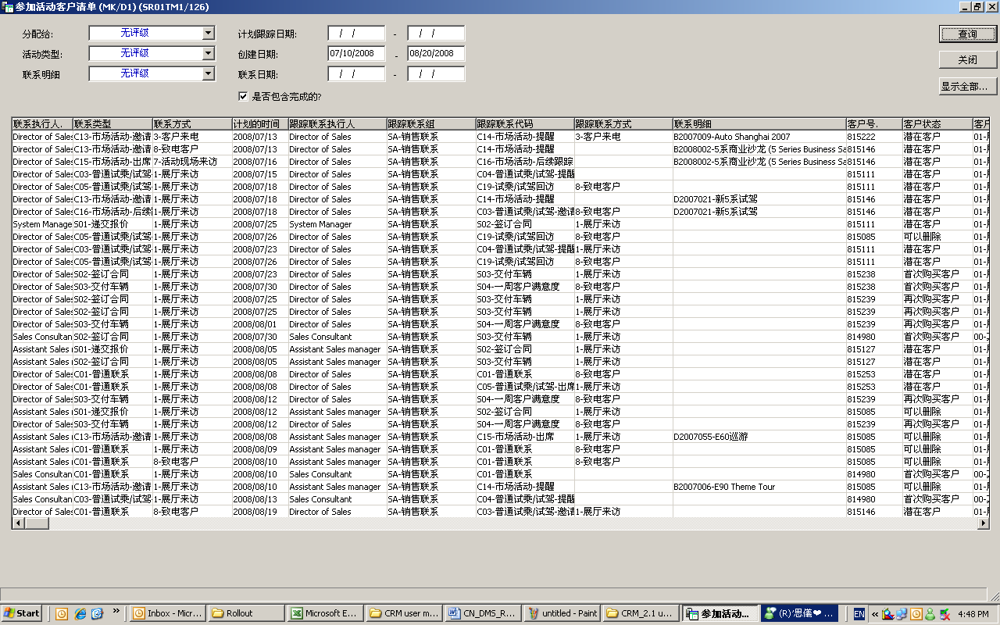 参加活动客户清单 (MK/D1) (SR01TM1/126)
分配给: 无评级 计划跟踪日期: / / - / / 查询
活动类型: 无评级 创建日期: 07/10/2008 - 08/20/2008 关闭
联系明细 无评级 联系日期: / / - / / 显示全部...
是否包含完成的?
联系执行人. 联系类型 联系方式 计划的时间 跟踪联系执行人 跟踪联系组 跟踪联系代码 跟踪联系方式 联系明细 客户号. 客户状态 客户
Director of Sales C13-市场活动-邀请 3-客户来电 2008/07/13 Director of Sales SA-销售联系 C14-市场活动-提醒 3-客户来电 B2007009-Auto Shanghai 2007 815222 潜在客户 01-
Director of Sales C13-市场活动-邀请 8-致电客户 2008/07/13 Director of Sales SA-销售联系 C14-市场活动-提醒 B2008002-5系商业沙龙 (5 Series Business Sa 815146 潜在客户 01-
Director of Sales C15-市场活动-出席 7-活动现场来访 2008/07/16 Director of Sales SA-销售联系 C16-市场活动-后续跟踪 B2008002-5系商业沙龙 (5 Series Business Sa 815146 潜在客户 01-
Director of Sales C03-普通试乘/试驾 1-展厅来访 2008/07/15 Director of Sales SA-销售联系 C04-普通试乘/试驾-提醒 815111 潜在客户 01-
Director of Sales C05-普通试乘/试驾 1-展厅来访 2008/07/18 Director of Sales SA-销售联系 C19-试乘/试驾回访 8-致电客户 815111 潜在客户 01-
Director of Sales C13-市场活动-邀请 1-展厅来访 2008/07/18 Director of Sales SA-销售联系 C14-市场活动-提醒 D2007021-新5系试驾 815146 潜在客户 01-
Director of Sales C16-市场活动-后续 1-展厅来访 2008/07/18 Director of Sales SA-销售联系 C03-普通试乘/试驾-邀请 8-致电客户 D2007021-新5系试驾 815146 潜在客户 01-
System Manage S01-递交报价 1-展厅来访 2008/07/25 System Manager SA-销售联系 S02-签订合同 1-展厅来访 815111 潜在客户 01-
Director of Sales C05-普通试乘/试驾 1-展厅来访 2008/07/26 Director of Sales SA-销售联系 C19-试乘/试驾回访 8-致电客户 815085 可以删除 01-
Director of Sales C03-普通试乘/试驾 1-展厅来访 2008/07/23 Director of Sales SA-销售联系 C04-普通试乘/试驾-提醒 1-展厅来访 815111 潜在客户 01-
Director of Sales C05-普通试乘/试驾 1-展厅来访 2008/07/26 Director of Sales SA-销售联系 C19-试乘/试驾回访 8-致电客户 815111 潜在客户 01-
Director of Sales S02-签订合同 1-展厅来访 2008/07/23 Director of Sales SA-销售联系 S03-交付车辆 1-展厅来访 815238 首次购买客户 01-
Director of Sales S03-交付车辆 1-展厅来访 2008/07/30 Director of Sales SA-销售联系 S04-一周客户满意度 8-致电客户 815238 首次购买客户 01-
Director of Sales S02-签订合同 1-展厅来访 2008/07/25 Director of Sales SA-销售联系 S03-交付车辆 1-展厅来访 815239 再次购买客户 01-
Director of Sales S02-签订合同 1-展厅来访 2008/07/25 Director of Sales SA-销售联系 S03-交付车辆 1-展厅来访 815239 再次购买客户 01-
Director of Sales S03-交付车辆 1-展厅来访 2008/08/01 Director of Sales SA-销售联系 S04-一周客户满意度 8-致电客户 815239 再次购买客户 01-
Sales Consultan S02-签订合同 1-展厅来访 2008/07/30 Sales Consultant SA-销售联系 S03-交付车辆 1-展厅来访 814980 首次购买客户 00-
Assistant Sales S01-递交报价 1-展厅来访 2008/08/05 Assistant Sales manager SA-销售联系 S02-签订合同 1-展厅来访 815127 潜在客户 01-
Assistant Sales S02-签订合同 1-展厅来访 2008/08/05 Assistant Sales manager SA-销售联系 S03-交付车辆 1-展厅来访 815127 潜在客户 01-
Director of Sales C01-普通联系 1-展厅来访 2008/08/08 Director of Sales SA-销售联系 C01-普通联系 8-致电客户 815253 潜在客户 01-
Director of Sales C01-普通联系 1-展厅来访 2008/08/08 Director of Sales SA-销售联系 C05-普通试乘/试驾-出席 1-展厅来访 815253 潜在客户 01-
Director of Sales S03-交付车辆 1-展厅来访 2008/08/12 Director of Sales SA-销售联系 S04-一周客户满意度 8-致电客户 815239 再次购买客户 01-
Assistant Sales S01-递交报价 1-展厅来访 2008/08/12 Assistant Sales manager SA-销售联系 S02-签订合同 1-展厅来访 815085 可以删除 01-
Director of Sales S03-交付车辆 1-展厅来访 2008/08/12 Director of Sales SA-销售联系 S04-一周客户满意度 8-致电客户 815239 再次购买客户 01-
Assistant Sales C13-市场活动-邀请 1-展厅来访 2008/08/08 Assistant Sales manager SA-销售联系 C15-市场活动-出席 1-展厅来访 D2007055-E60巡游 815085 可以删除 01-
Assistant Sales C01-普通联系 1-展厅来访 2008/08/09 Assistant Sales manager SA-销售联系 C01-普通联系 8-致电客户 815085 可以删除 01-
Assistant Sales C01-普通联系 8-致电客户 2008/08/10 Assistant Sales manager SA-销售联系 C01-普通联系 8-致电客户 815085 可以删除 01-
Sales Consultan C01-普通联系 1-展厅来访 2008/08/10 Sales Consultant SA-销售联系 C01-普通联系 814980 首次购买客户 00-
Assistant Sales C13-市场活动-邀请 1-展厅来访 2008/08/10 Assistant Sales manager SA-销售联系 C14-市场活动-提醒 B2007006-E90 Theme Tour 815085 可以删除 01-
Sales Consultan C03-普通试乘/试驾 1-展厅来访 2008/08/13 Sales Consultant SA-销售联系 C04-普通试乘/试驾-提醒 814980 首次购买客户 00-
Director of Sales C01-普通联系 8-致电客户 2008/08/19 Director of Sales SA-销售联系 C03-普通试乘/试驾-邀请 1-展厅来访 815146 潜在客户 01-
Start » Inbox - Micr... Rollout Microsoft E... CRM user m... CN_DMS_R... untitled - Paint CRM_2.1 u... 参加活动... (R)'思儀❤ ... EN « 4:48 PM